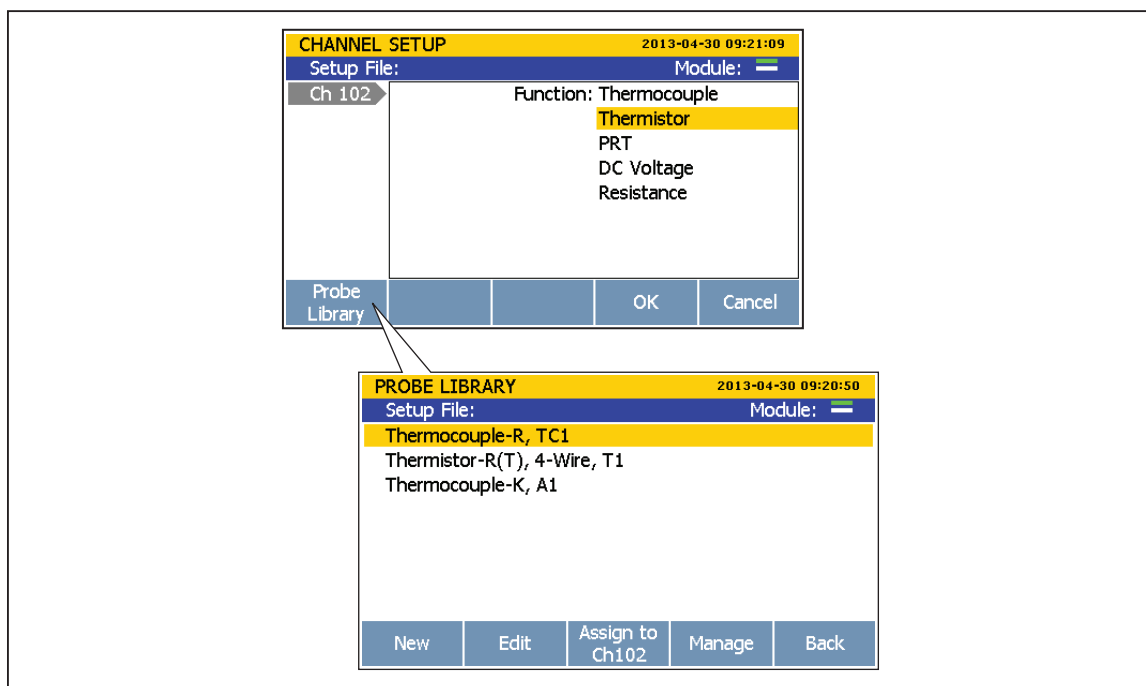 CHANNEL SETUP 2013-04-30 09:21:09
Setup File: Module:
Ch 102 Function: Thermocouple
Thermistor
PRT
DC Voltage
Resistance
Probe Library OK Cancel
PROBE LIBRARY 2013-04-30 09:20:50
Setup File: Module:
Thermocouple-R, TC1
Thermistor-R(T), 4-Wire, T1
Thermocouple-K, A1
New Edit Assign to Ch102 Manage Back